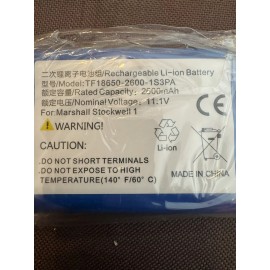 二次锂离子电池组/Rechargeable Li-ion Battery
型号/Model:TF18650-2600-1S3PA
额定容量/Rated Capacity: 2600mAh
额定电压/Nominal Voltage: 11.1V
For Marshall Stockwell 1
WARNING!
CAUTION:
.DO NOT SHORT TERMINALS
.DO NOT EXPOSE TO HIGH
TEMPERATURE(140° F/60° C)
Li-ion
CE
MADE IN CHINA